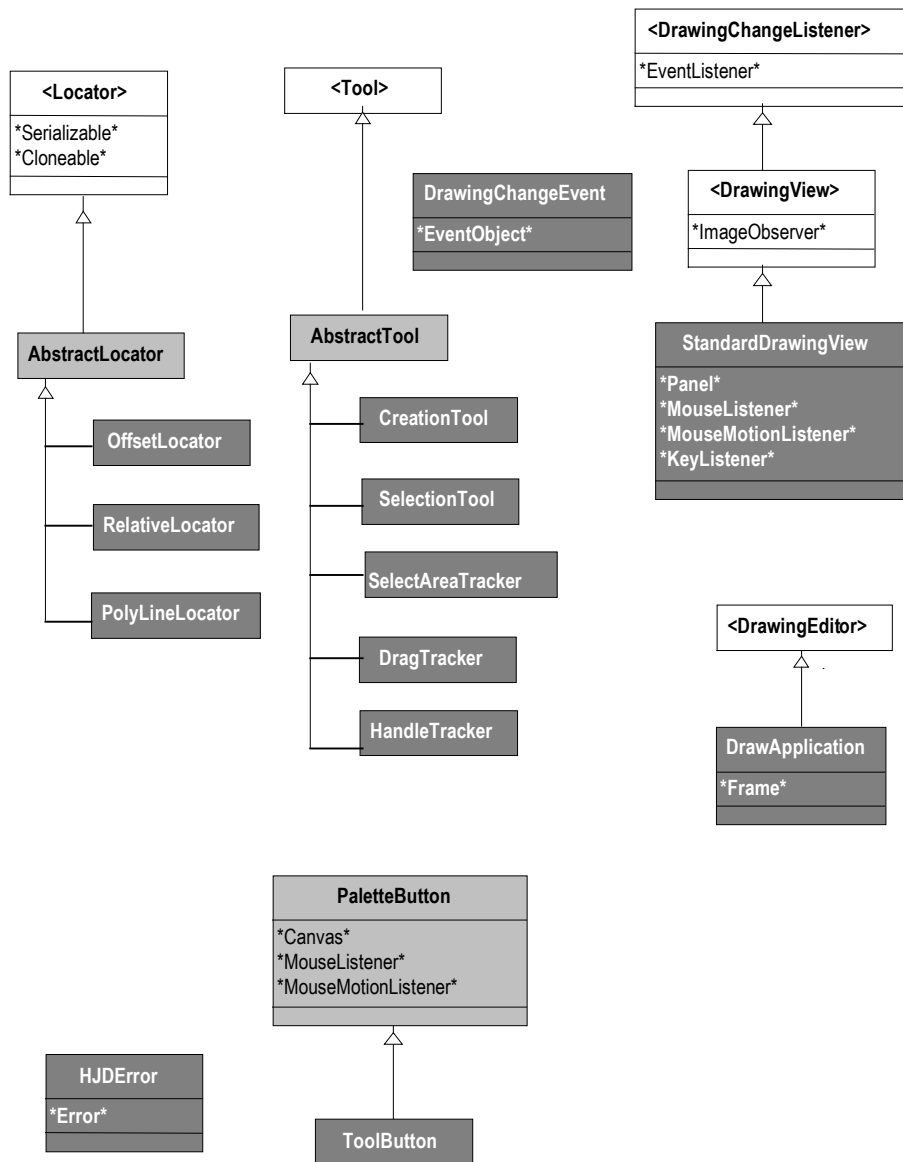 <DrawingChangeListener>
*EventListener*
<Locator>
*Serializable*
*Cloneable*
<Tool>
DrawingChangeEvent
*EventObject*
<DrawingView>
*ImageObserver*
AbstractLocator
OffsetLocator
RelativeLocator
PolyLineLocator
AbstractTool
CreationTool
SelectionTool
SelectAreaTracker
DragTracker
HandleTracker
StandardDrawingView
*Panel*
*MouseListener*
*MouseMotionListener*
*KeyListener*
<DrawingEditor>
DrawApplication
*Frame*
PaletteButton
*Canvas*
*MouseListener*
*MouseMotionListener*
HJDError
*Error*
ToolButton